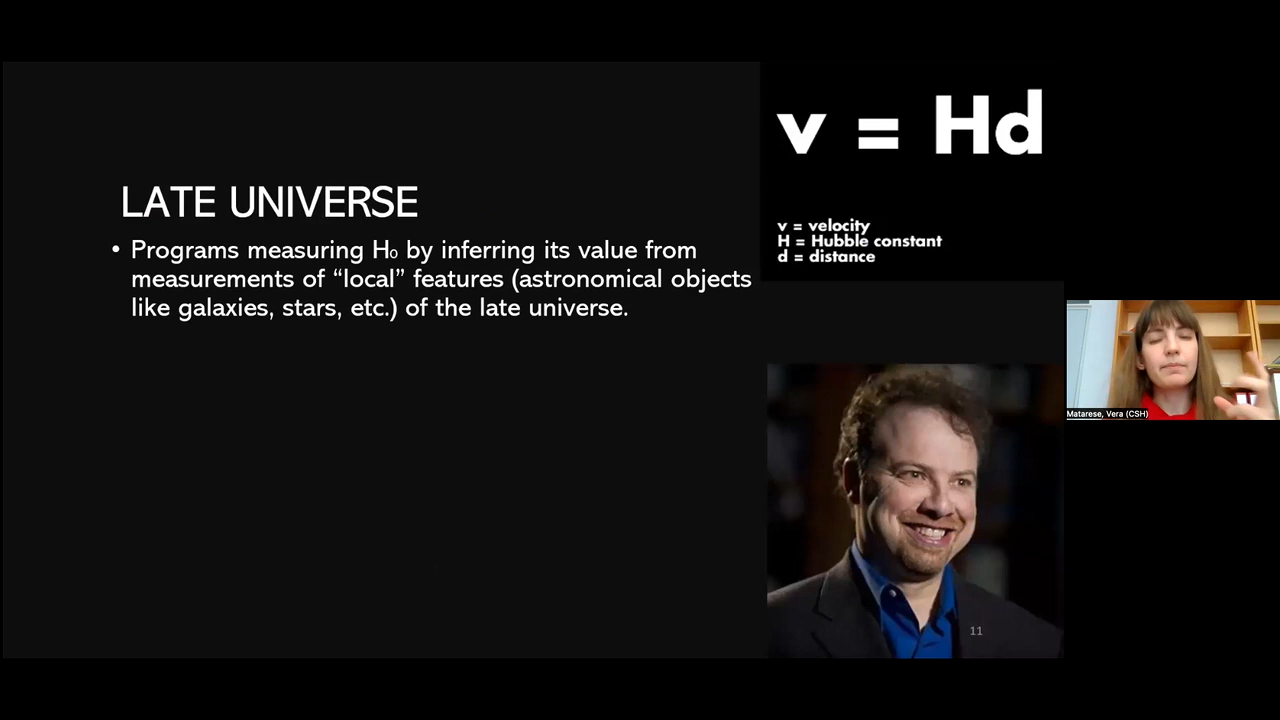 LATE UNIVERSE
• Programs measuring H₀ by inferring its value from
measurements of “local” features (astronomical objects
like galaxies, stars, etc.) of the late universe.
v = Hd
v = velocity
H = Hubble constant
d = distance
Matarese, Vera (CSH)
11